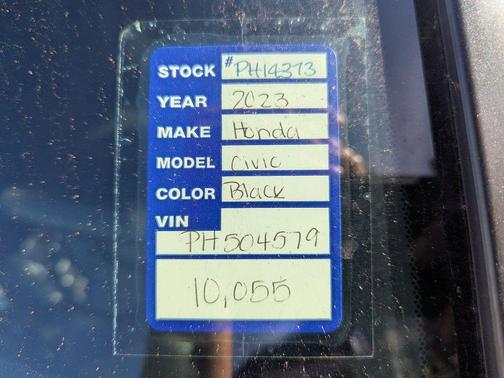 STOCK # PH14373
YEAR 2023
MAKE Honda
MODEL Civic
COLOR Black
VIN
PH504579
10,055